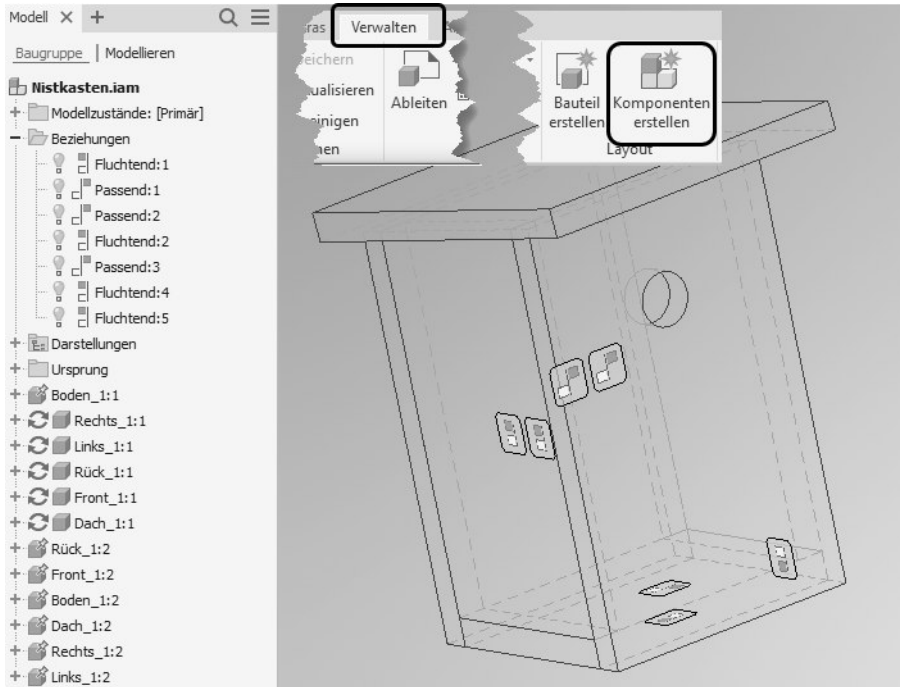 Modell
Baugruppe | Modellieren
Nistkasten.iam
Modellzustände: [Primär]
Beziehungen
Fluchtend:1
Passend:1
Passend:2
Fluchtend:2
Passend:3
Fluchtend:4
Fluchtend:5
Darstellungen
Ursprung
Boden_1:1
Rechts_1:1
Links_1:1
Rück_1:1
Front_1:1
Dach_1:1
Rück_1:2
Front_1:2
Boden_1:2
Dach_1:2
Rechts_1:2
Links_1:2
Verwalten
Ableiten
Bauteil
erstellen
Komponenten
erstellen
Layout